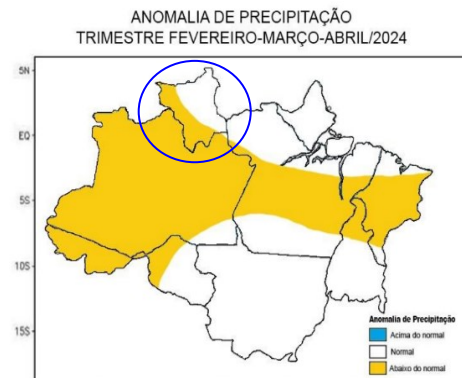 ANOMALIA DE PRECIPITAÇÃO
TRIMESTRE FEVEREIRO-MARÇO-ABRIL/2024
5N
EQ
5S
10S
15S
Anomalia de Precipitação
Acima do normal
Normal
Abaixo do normal